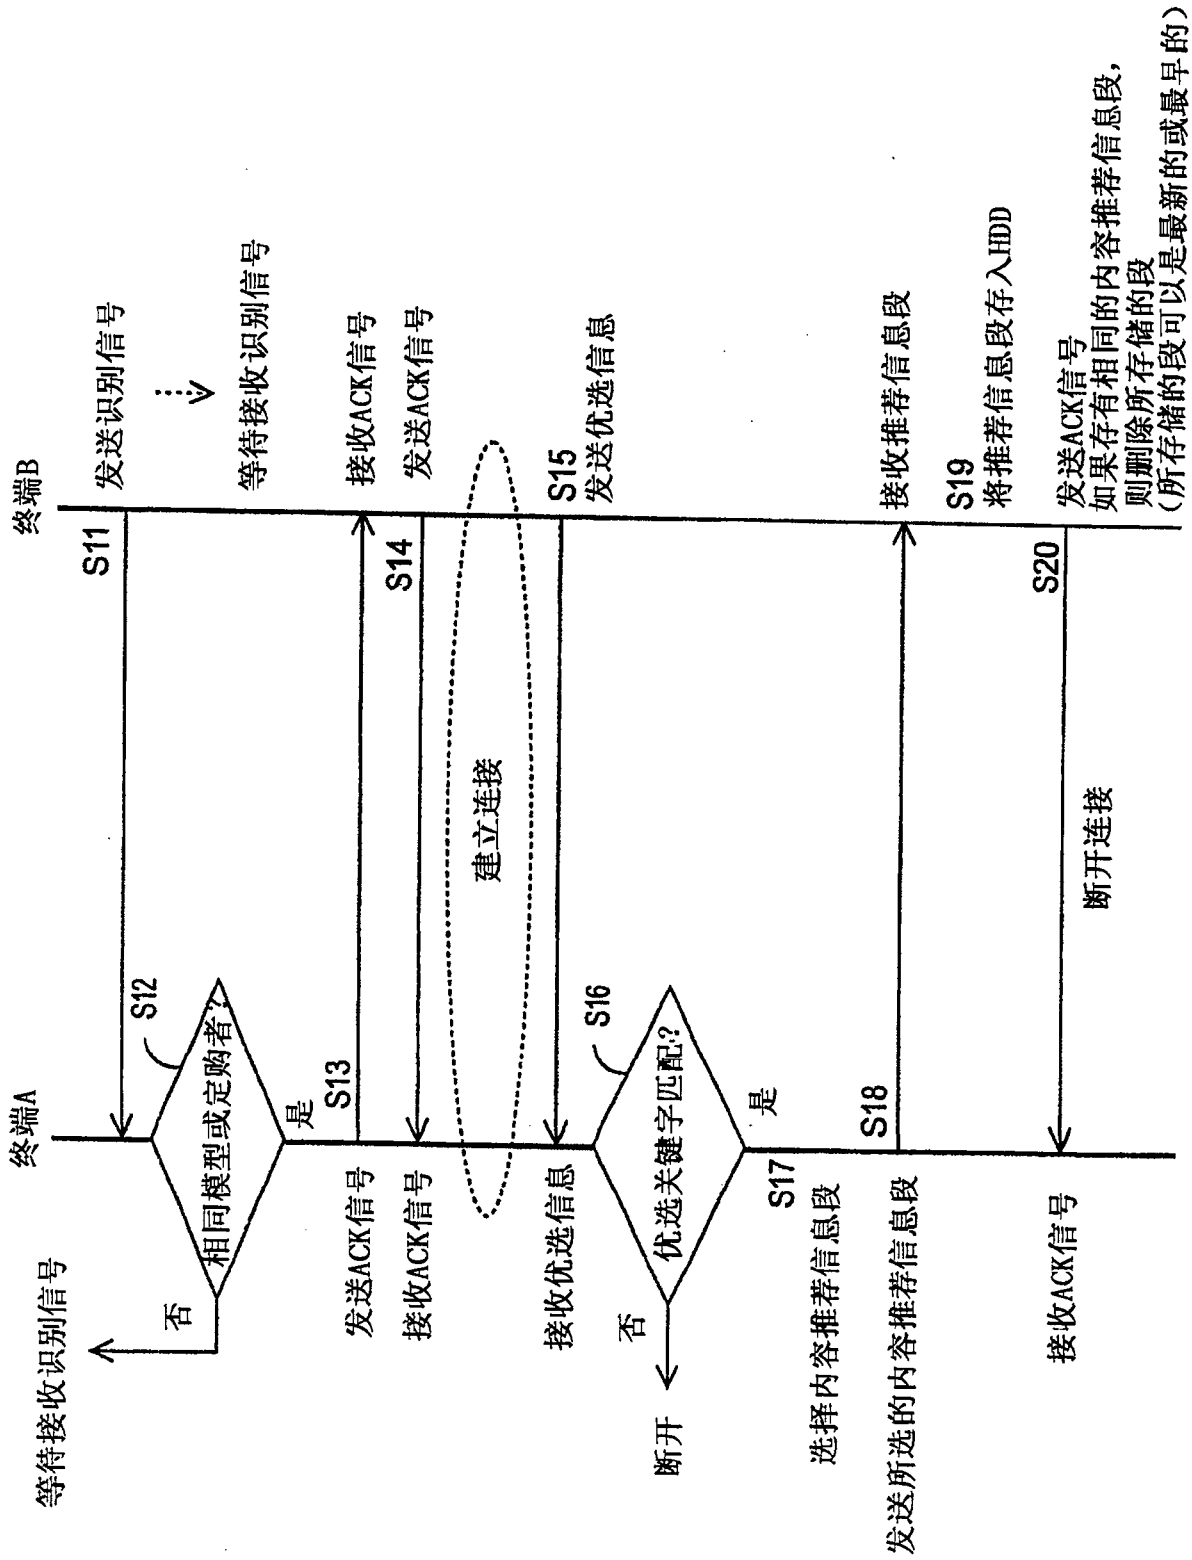 终端A
终端B
S11
发送识别信号
等待接收识别信号
等待接收识别信号
S12
相同模型或定购者?
否
是
S13
发送ACK信号
接收ACK信号
S14
接收ACK信号
发送ACK信号
建立连接
S15
接收优选信息
发送优选信息
S16
优选关键字匹配?
否
断开
是
S17
选择内容推荐信息段
S18
发送所选的内容推荐信息段
接收推荐信息段
S19
将推荐信息段存入HDD
S20
接收ACK信号
断开连接
发送ACK信号
如果存有相同的内容推荐信息段,
则删除所存储的段
(所存储的段可以是最新的或最早的)